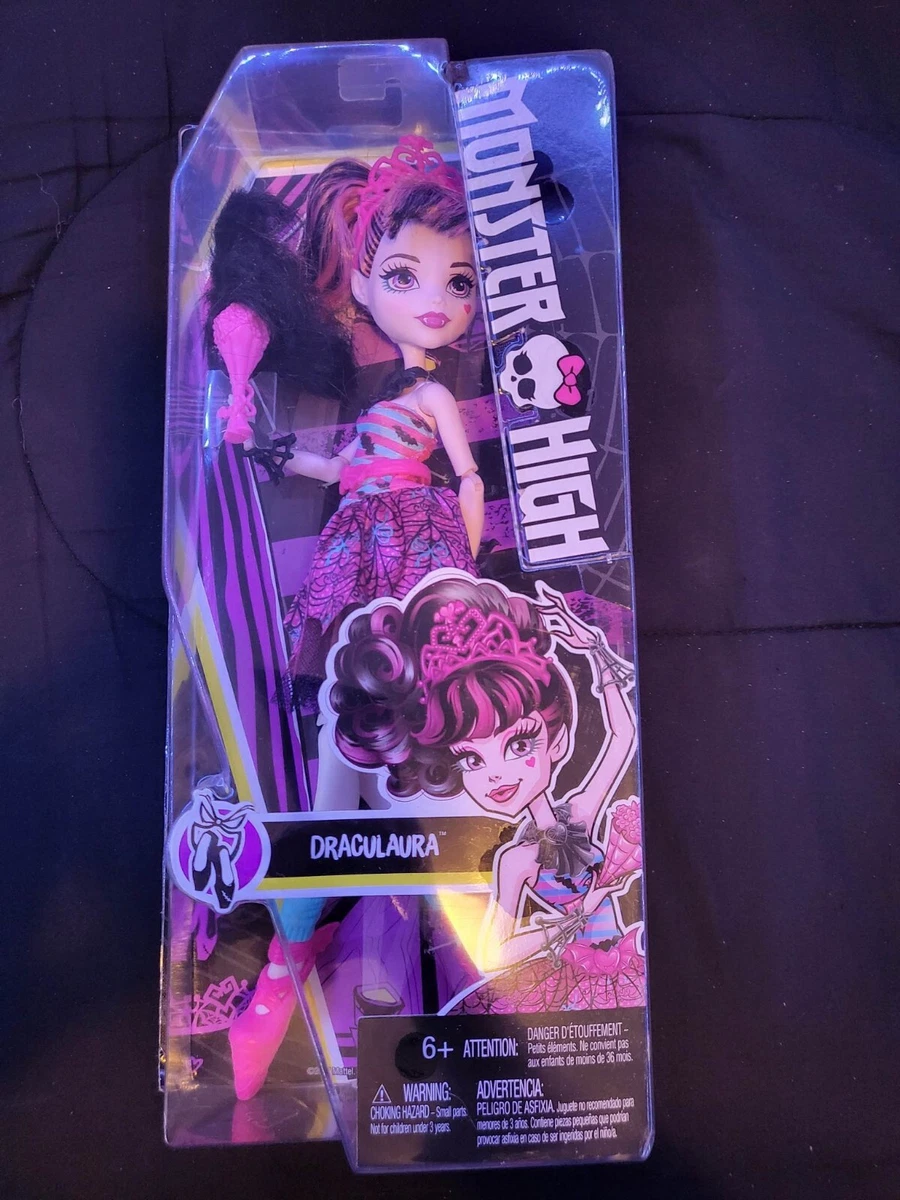 MONSTER HIGH
DRACULAURA™
6+ ATTENTION:
DANGER D'ÉTOUFFEMENT -
Petits éléments. Ne convient pas
aux enfants de moins de 36 mois.
WARNING:
CHOKING HAZARD - Small parts.
Not for children under 3 years.
ADVERTENCIA:
PELIGRO DE ASFIXIA. Juguete no recomendado para
menores de 3 años. Contiene piezas pequeñas que podrían
provocar asfixia en caso de ser ingeridas por el niño/a.
Mattel